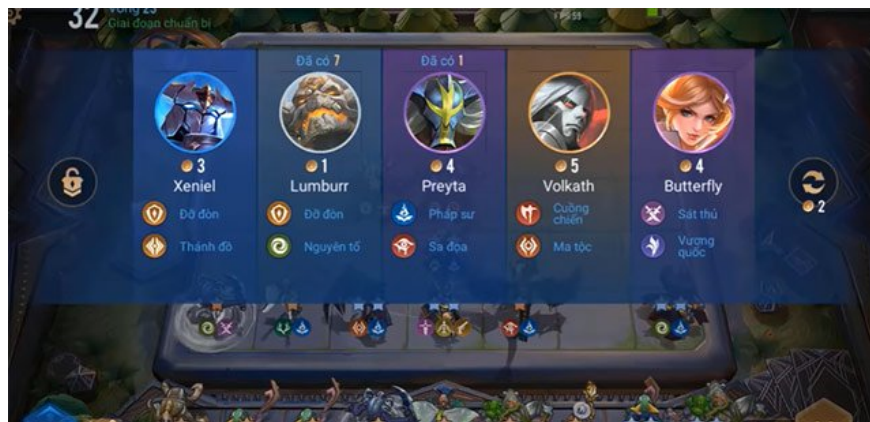 32
Vòng 23
Giai đoạn chuẩn bị
Đã có 7
Đã có 1
3
1
4
5
4
Xeniel
Lumburr
Preyta
Volkath
Butterfly
2
Đỡ đòn
Đỡ đòn
Pháp sư
Cuồng
chiến
Sát thủ
Thánh đồ
Nguyên tố
Sa đọa
Ma tộc
Vương
quốc